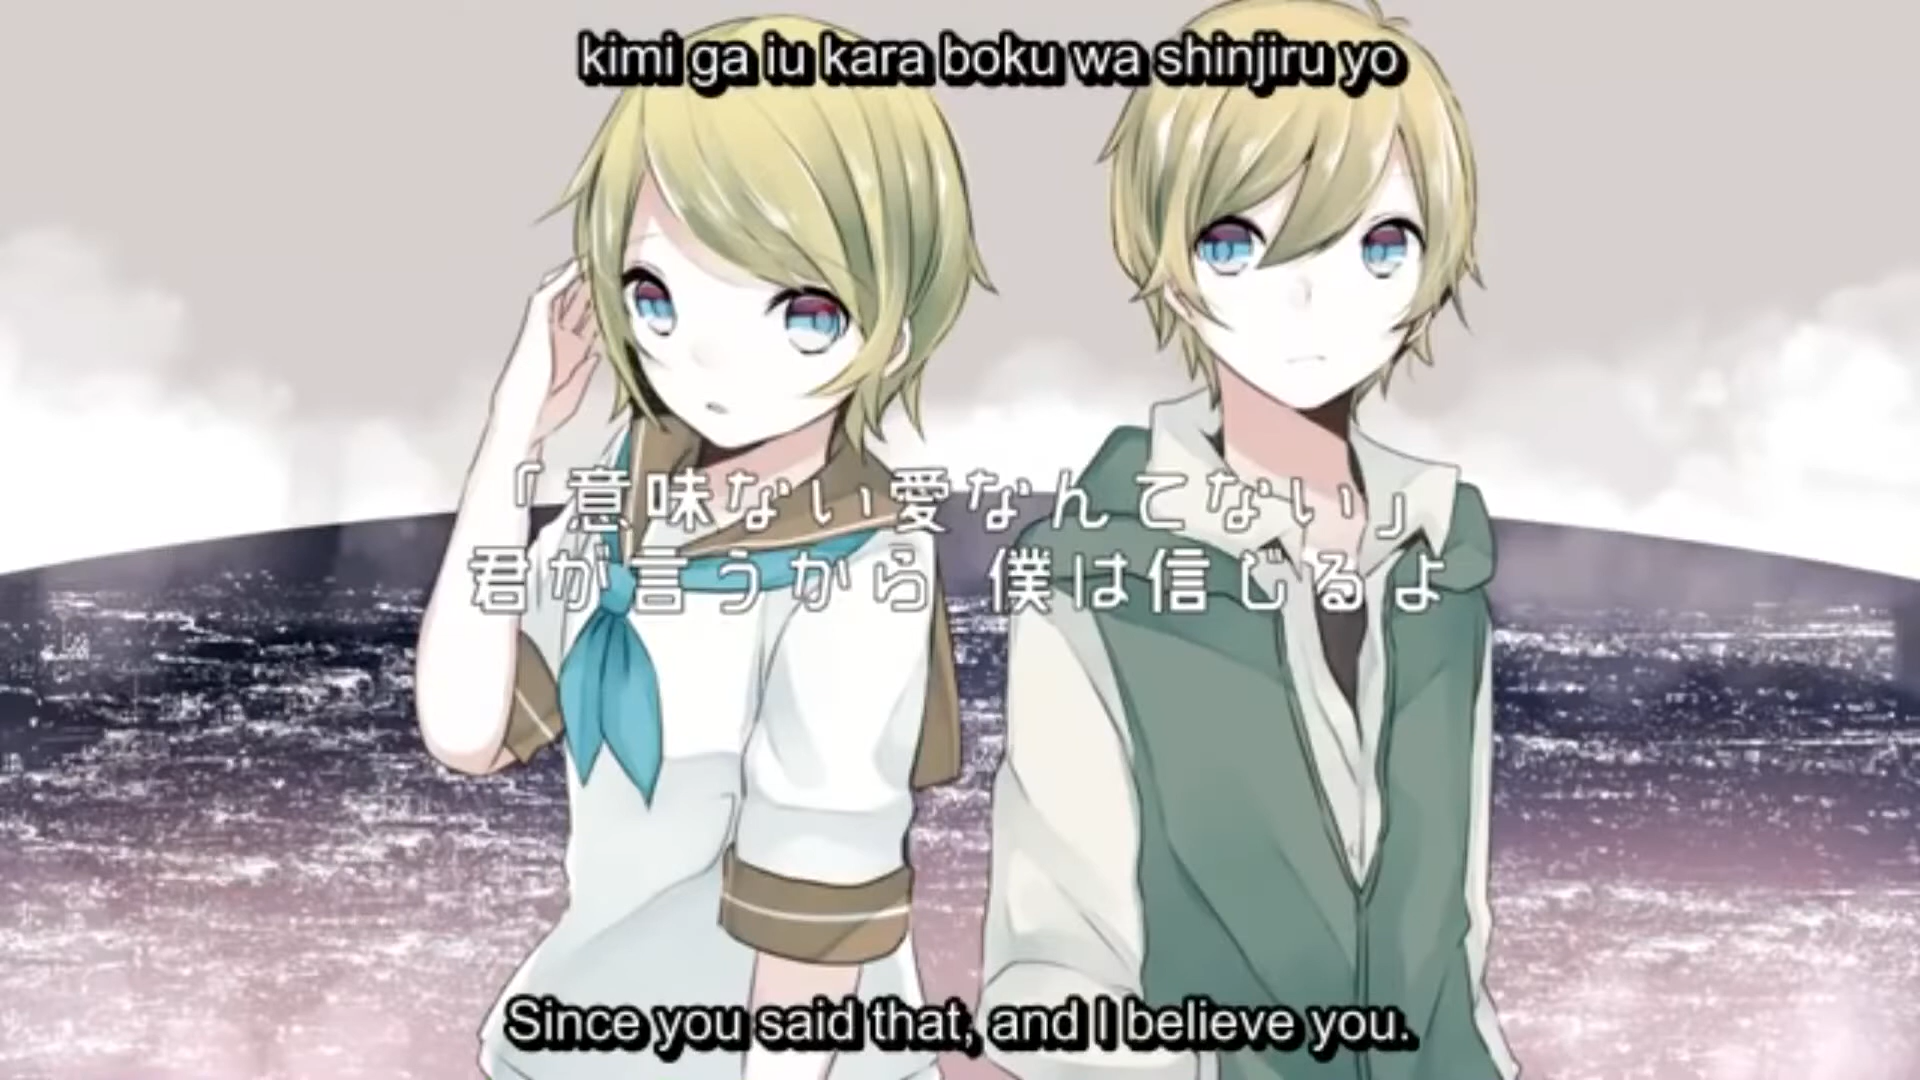 kimi ga iu kara boku wa shinjiru yo
「意味ない愛なんてない」
君が言うから 僕は信じるよ
Since you said that, and I believe you.